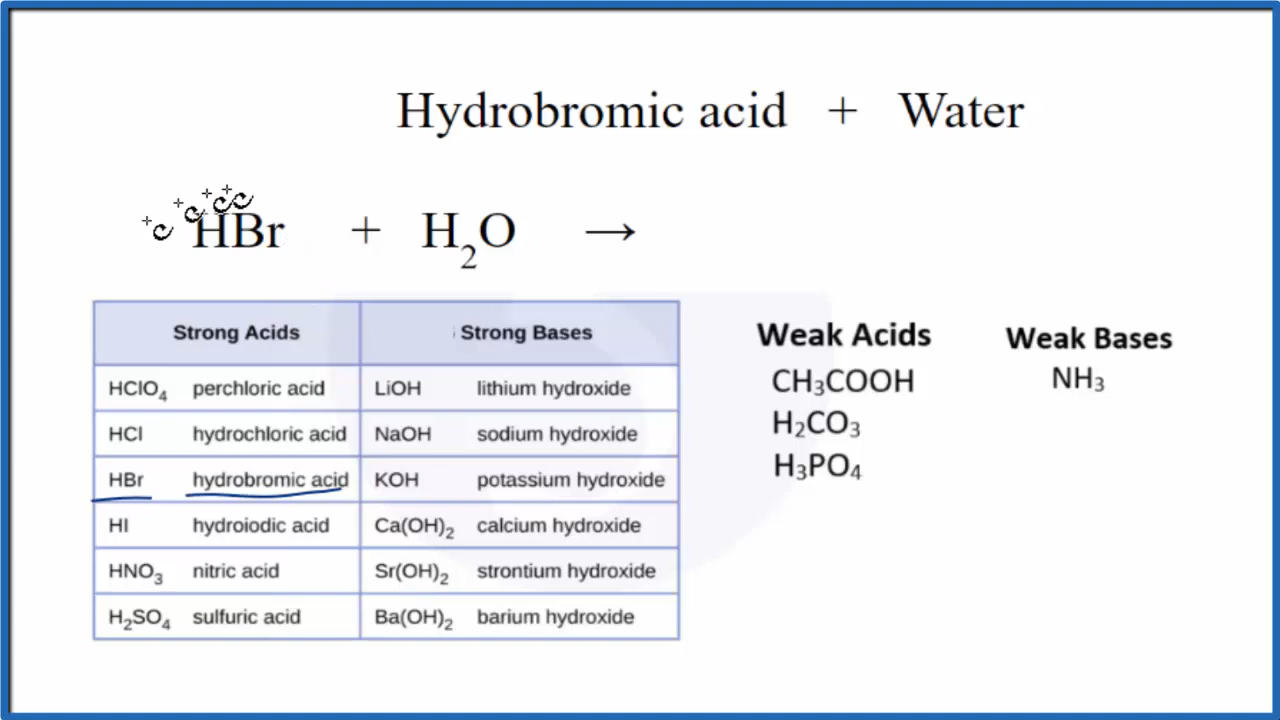 Hydrobromic acid + Water
HBr + H₂O →
Strong Acids Strong Bases
HClO₄ perchloric acid LiOH lithium hydroxide
HCl hydrochloric acid NaOH sodium hydroxide
HBr hydrobromic acid KOH potassium hydroxide
HI hydroiodic acid Ca(OH)₂ calcium hydroxide
HNO₃ nitric acid Sr(OH)₂ strontium hydroxide
H₂SO₄ sulfuric acid Ba(OH)₂ barium hydroxide
Weak Acids
CH₃COOH
H₂CO₃
H₃PO₄
Weak Bases
NH₃